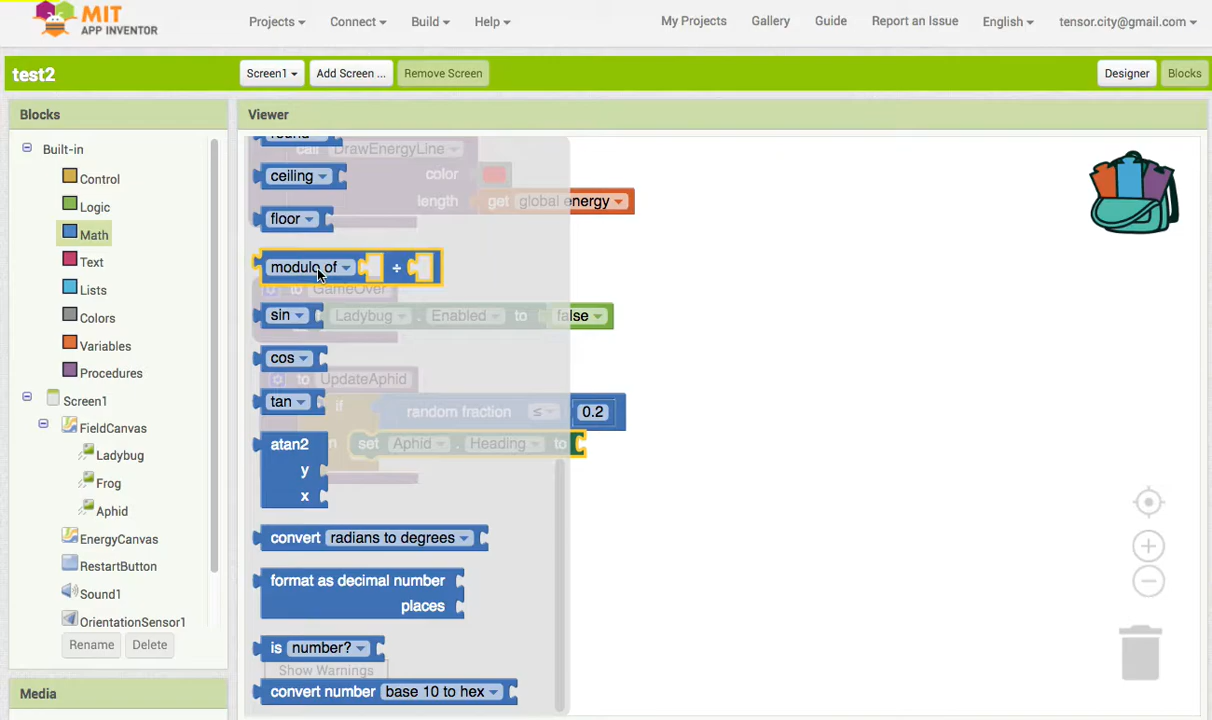 MIT
APP INVENTOR
Projects Connect Build Help My Projects Gallery Guide Report an Issue English tensor.city@gmail.com
test2 Screen1 Add Screen ... Remove Screen Designer Blocks
Blocks
Built-in
Control
Logic
Math
Text
Lists
Colors
Variables
Procedures
Screen1
FieldCanvas
Ladybug
Frog
Aphid
EnergyCanvas
RestartButton
Sound1
OrientationSensor1
Rename Delete
Media
Viewer
round
call DrawEnergyLine
ceiling color
length get global energy
floor
modulo of ÷
to GameOver
sin Ladybug . Enabled to false
cos
to UpdateAphid
tan if random fraction ≤ 0.2
set Aphid . Heading to
atan2
y
x
convert radians to degrees
format as decimal number
places
is number?
Show Warnings
convert number base 10 to hex